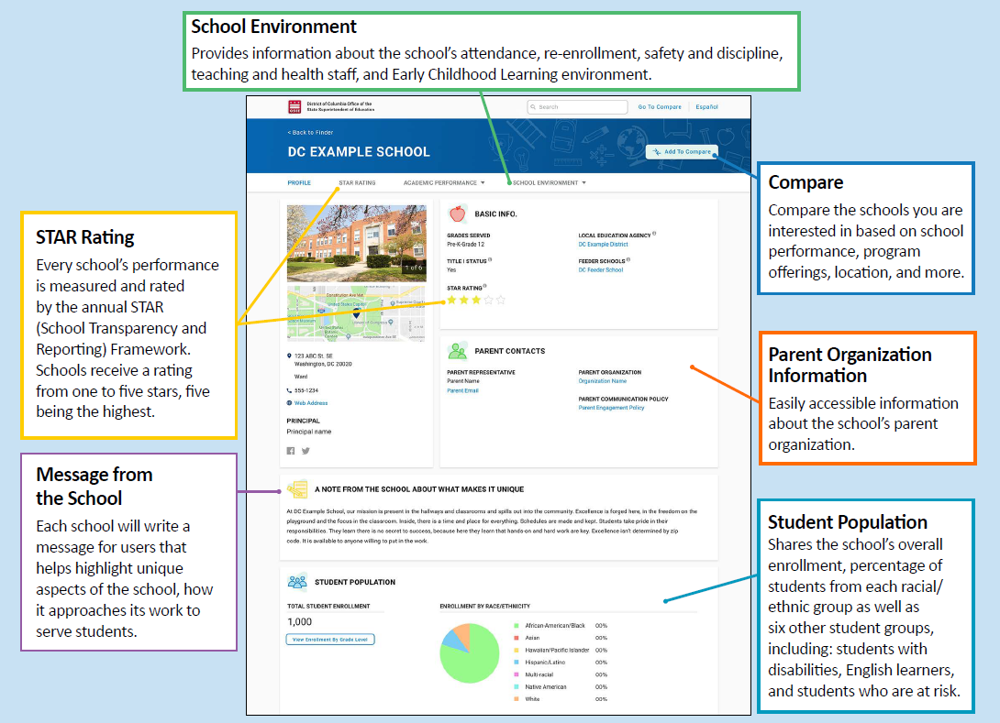 School Environment
Provides information about the school's attendance, re-enrollment, safety and discipline,
teaching and health staff, and Early Childhood Learning environment.
District of Columbia Office of the
State Superintendent of Education
OSSE
Search
Go To Compare
Español
< Back to Finder
DC EXAMPLE SCHOOL
Add To Compare
PROFILE
STAR RATING
ACADEMIC PERFORMANCE
SCHOOL ENVIRONMENT
STAR Rating
Every school's performance
is measured and rated
by the annual STAR
(School Transparency and
Reporting) Framework.
Schools receive a rating
from one to five stars, five
being the highest.
Message from
the School
Each school will write a
message for users that
helps highlight unique
aspects of the school, how
it approaches its work to
serve students.
1 of 6
Constitution Ave NW
United States Capitol
Supreme Court
Library of Congress
United States
Botanic
Independence Ave SE
123 ABC St. SE
Washington, DC 20020
Ward
555-1234
Web Address
PRINCIPAL
Principal name
BASIC INFO.
GRADES SERVED
Pre-K-Grade 12
LOCAL EDUCATION AGENCY
DC Example District
TITLE I STATUS
Yes
FEEDER SCHOOLS
DC Feeder School
STAR RATING
PARENT CONTACTS
PARENT REPRESENTATIVE
Parent Name
Parent Email
PARENT ORGANIZATION
Organization Name
PARENT COMMUNICATION POLICY
Parent Engagement Policy
A NOTE FROM THE SCHOOL ABOUT WHAT MAKES IT UNIQUE
At DC Example School, our mission is present in the hallways and classrooms and spills out into the community. Excellence is forged here, in the freedom on the
playground and the focus in the classroom. Inside, there is a time and place for everything. Schedules are made and kept. Students take pride in their
responsibilities. They learn there is no secret to success, because here they learn that hands-on and hard work are key. Excellence isn't determined by zip
code. It is available to anyone willing to put in the work.
STUDENT POPULATION
TOTAL STUDENT ENROLLMENT
1,000
View Enrollment By Grade Level
ENROLLMENT BY RACE/ETHNICITY
African-American/Black 00%
Asian 00%
Hawaiian/Pacific Islander 00%
Hispanic/Latino 00%
Multi-racial 00%
Native American 00%
White 00%
Compare
Compare the schools you are
interested in based on school
performance, program
offerings, location, and more.
Parent Organization
Information
Easily accessible information
about the school's parent
organization.
Student Population
Shares the school's overall
enrollment, percentage of
students from each racial/
ethnic group as well as
six other student groups,
including: students with
disabilities, English learners,
and students who are at risk.